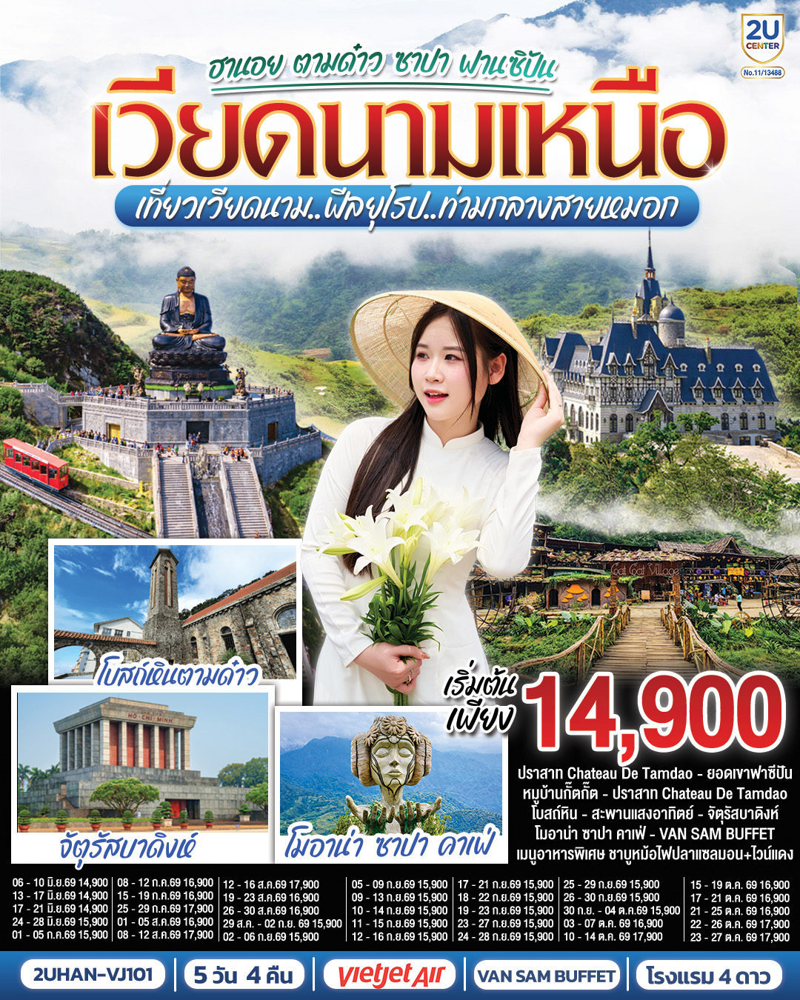 2U
CENTER
No.11/13488
ฮานอย ตามด๋าว ซาปา ฟานซิปัน
เวียดนามเหนือ
เที่ยวเวียดนาม..ฟีลยุโรป..ท่ามกลางสายหมอก
Cat Cat Village
โบสถ์หินตามด๋าว
HO-CHI-MINH
จัตุรัสบาดิงห์
โมอาน่า ซาปา คาเฟ่
เริ่มต้น
เพียง
14,900
ปราสาท Chateau De Tamdao - ยอดเขาฟาซีปัน
หมู่บ้านกั๊ตกั๊ต - ปราสาท Chateau De Tamdao
โบสถ์หิน - สะพานแสงอาทิตย์ - จัตุรัสบาดิงห์
โมอาน่า ซาปา คาเฟ่ - VAN SAM BUFFET
เมนูอาหารพิเศษ ชาบูหม้อไฟปลาแซลมอน+ไวน์แดง
06 - 10 มิ.ย.69 14,900
13 - 17 มิ.ย.69 14,900
17 - 21 มิ.ย.69 14,900
24 - 28 มิ.ย.69 15,900
01 - 05 ก.ค.69 15,900
08 - 12 ก.ค.69 16,900
15 - 19 ก.ค.69 16,900
25 - 29 ก.ค.69 17,900
01 - 05 ส.ค.69 16,900
08 - 12 ส.ค.69 17,900
12 - 16 ส.ค.69 17,900
19 - 23 ส.ค.69 16,900
26 - 30 ส.ค.69 16,900
29 ส.ค. - 02 ก.ย. 69 15,900
02 - 06 ก.ย.69 15,900
05 - 09 ก.ย.69 15,900
09 - 13 ก.ย.69 15,900
10 - 14 ก.ย.69 15,900
11 - 15 ก.ย.69 15,900
12 - 16 ก.ย.69 15,900
17 - 21 ก.ย.69 15,900
18 - 22 ก.ย.69 15,900
19 - 23 ก.ย.69 15,900
23 - 27 ก.ย.69 15,900
24 - 28 ก.ย.69 15,900
25 - 29 ก.ย.69 15,900
26 - 30 ก.ย.69 15,900
30 ก.ย. - 04 ต.ค.69 15,900
03 - 07 ต.ค. 69 16,900
10 - 14 ต.ค. 69 17,900
15 - 19 ต.ค. 69 16,900
17 - 21 ต.ค. 69 16,900
21 - 25 ต.ค. 69 16,900
22 - 26 ต.ค. 69 17,900
23 - 27 ต.ค. 69 17,900
2UHAN-VJ101
5 วัน 4 คืน
vietjet Air
VAN SAM BUFFET
โรงแรม 4 ดาว